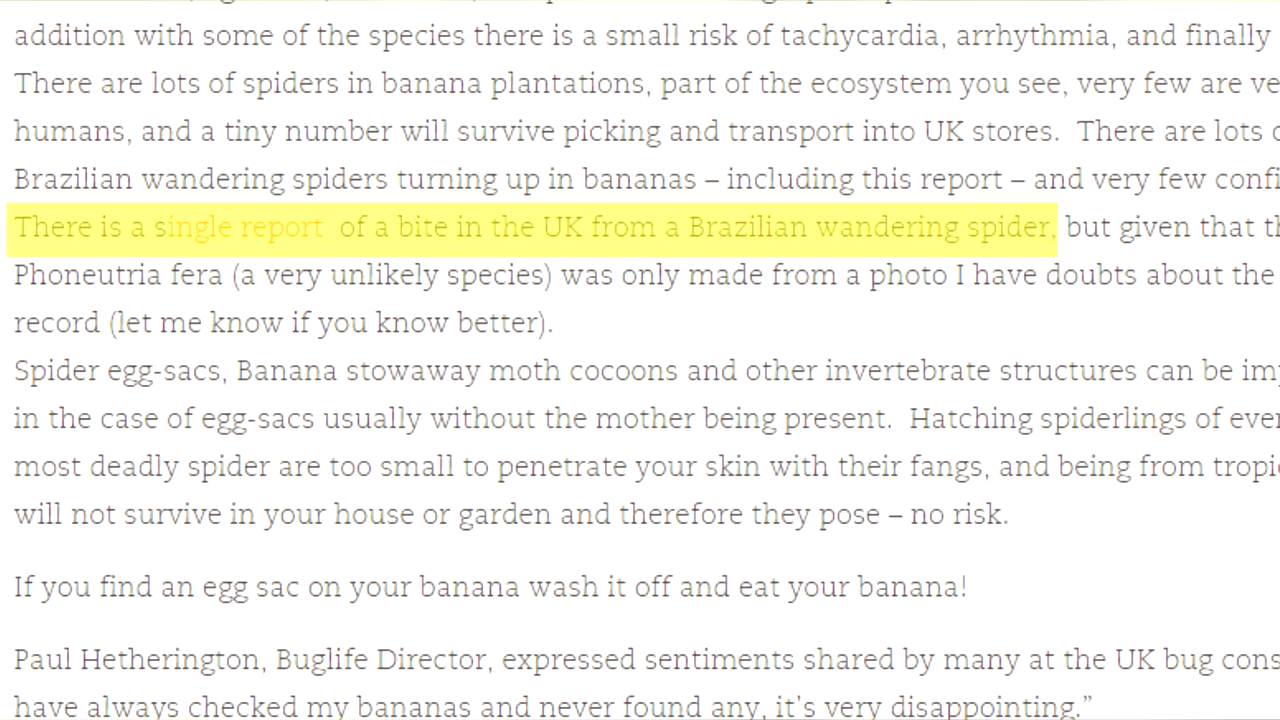 addition with some of the species there is a small risk of tachycardia, arrhythmia, and finally
There are lots of spiders in banana plantations, part of the ecosystem you see, very few are ve
humans, and a tiny number will survive picking and transport into UK stores.  There are lots
Brazilian wandering spiders turning up in bananas – including this report – and very few confi
There is a single report  of a bite in the UK from a Brazilian wandering spider, but given that th
Phoneutria fera (a very unlikely species) was only made from a photo I have doubts about the
record (let me know if you know better).
Spider egg-sacs, Banana stowaway moth cocoons and other invertebrate structures can be imp
in the case of egg-sacs usually without the mother being present.  Hatching spiderlings of ever
most deadly spider are too small to penetrate your skin with their fangs, and being from tropic
will not survive in your house or garden and therefore they pose – no risk.
If you find an egg sac on your banana wash it off and eat your banana!
Paul Hetherington, Buglife Director, expressed sentiments shared by many at the UK bug cons
have always checked my bananas and never found any, it's very disappointing.”